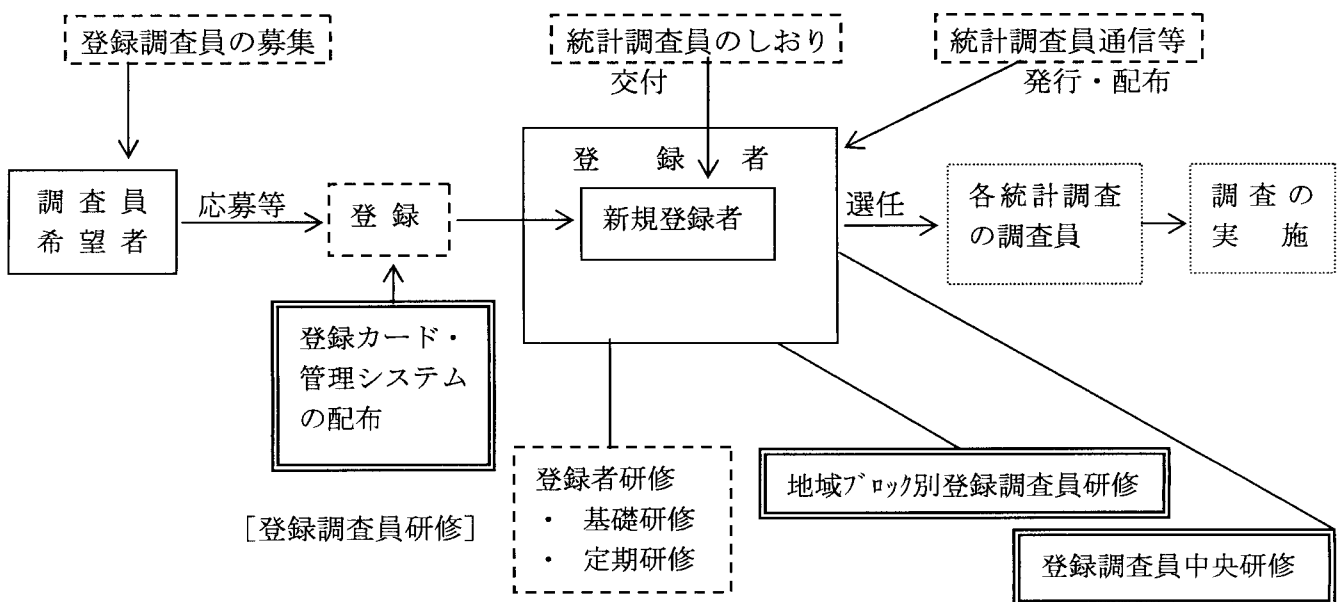 登録調査員の募集
統計調査員のしおり
交付
統計調査員通信等
発行・配布
調査員
希望者
応募等
登録
登録者
新規登録者
選任
各統計調査
の調査員
調査の
実施
登録カード・
管理システム
の配布
[登録調査員研修]
登録者研修
・ 基礎研修
・ 定期研修
地域ﾌﾞﾛｯｸ別登録調査員研修
登録調査員中央研修